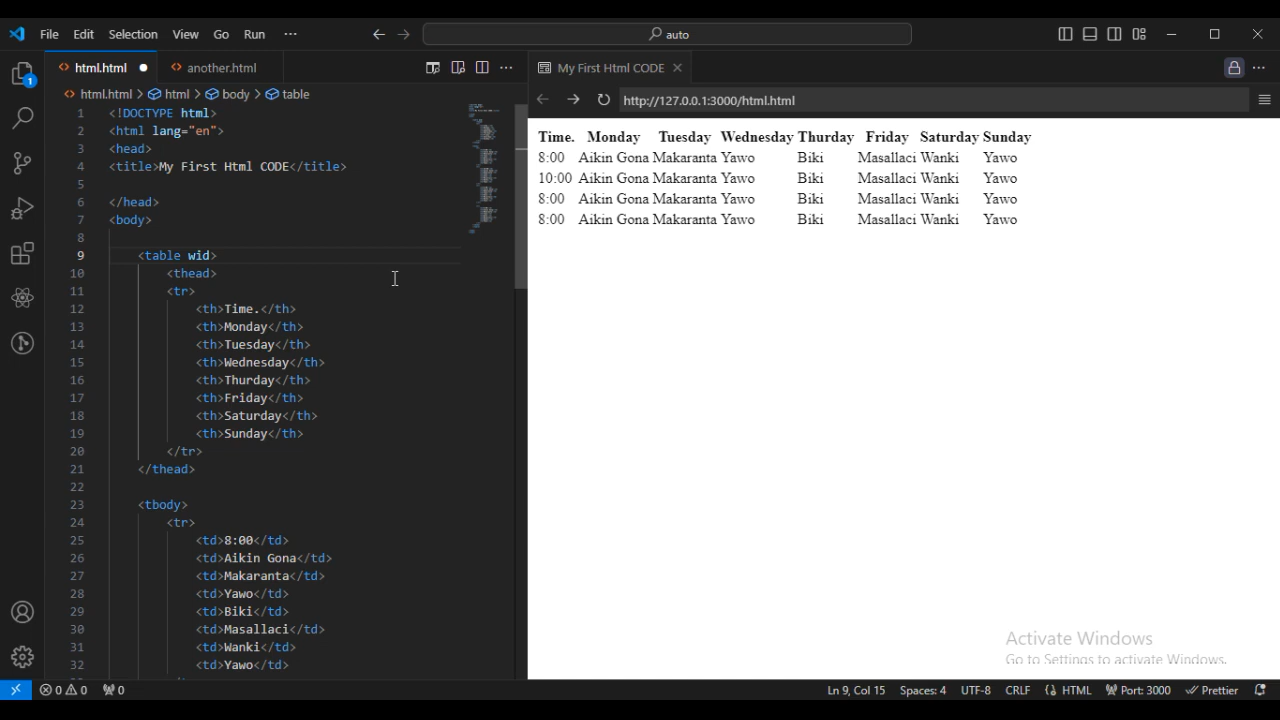 File Edit Selection View Go Run ···
auto
html.html
another.html
My First Html CODE
html.html > html > body > table
http://127.0.0.1:3000/html.html
1 <!DOCTYPE html>
2 <html lang="en">
3 <head>
4 <title>My First Html CODE</title>
5
6 </head>
7 <body>
8
9 <table wid>
10 <thead>
11 <tr>
12 <th>Time.</th>
13 <th>Monday</th>
14 <th>Tuesday</th>
15 <th>Wednesday</th>
16 <th>Thurday</th>
17 <th>Friday</th>
18 <th>Saturday</th>
19 <th>Sunday</th>
20 </tr>
21 </thead>
22
23 <tbody>
24 <tr>
25 <td>8:00</td>
26 <td>Aikin Gona</td>
27 <td>Makaranta</td>
28 <td>Yawo</td>
29 <td>Biki</td>
30 <td>Masallaci</td>
31 <td>Wanki</td>
32 <td>Yawo</td>
Time. Monday Tuesday Wednesday Thurday Friday Saturday Sunday
8:00 Aikin Gona Makaranta Yawo Biki Masallaci Wanki Yawo
10:00 Aikin Gona Makaranta Yawo Biki Masallaci Wanki Yawo
8:00 Aikin Gona Makaranta Yawo Biki Masallaci Wanki Yawo
8:00 Aikin Gona Makaranta Yawo Biki Masallaci Wanki Yawo
Activate Windows
Go to Settings to activate Windows.
1
0 0 0
Ln 9, Col 15 Spaces: 4 UTF-8 CRLF HTML Port: 3000 Prettier